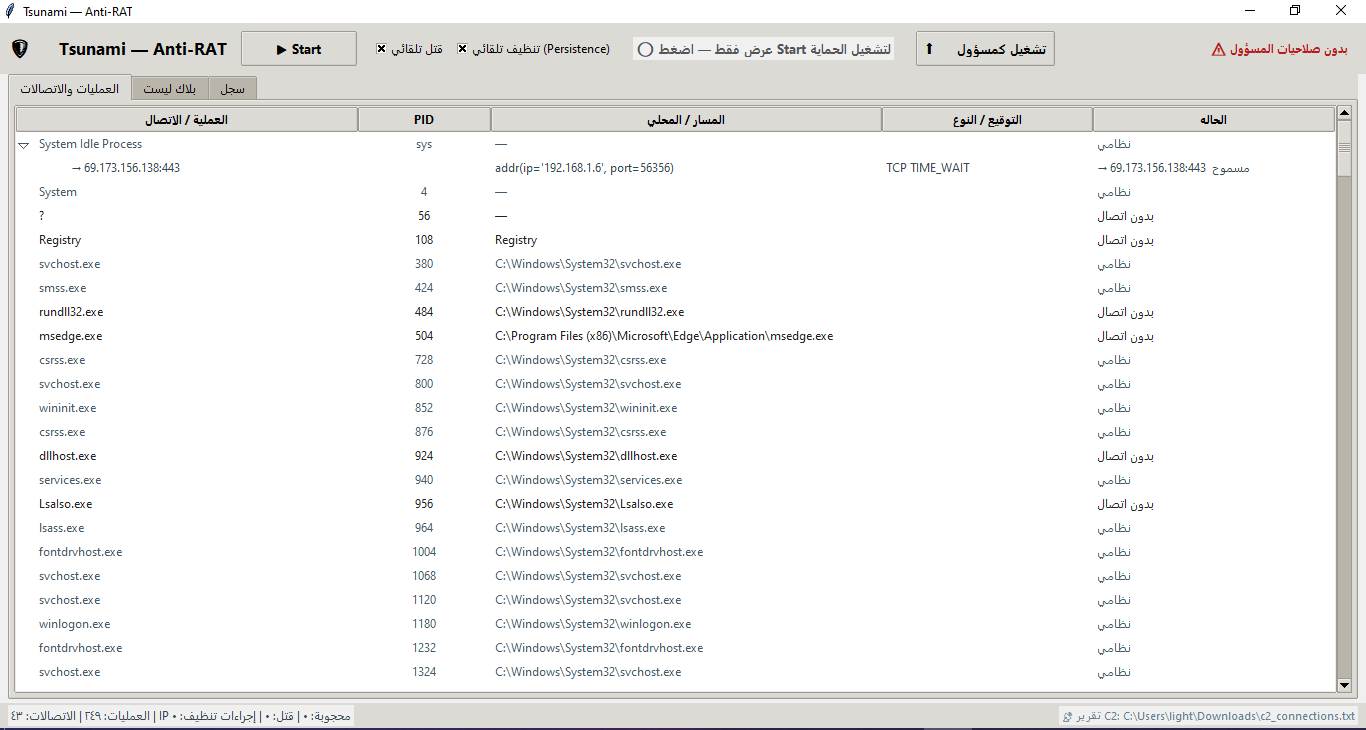 Tsunami — Anti-RAT
Tsunami — Anti-RAT ▶ Start قتل تلقائي تنظيف تلقائي (Persistence) عرض فقط — اضغط Start لتشغيل الحماية تشغيل كمسؤول ⬆ بدون صلاحيات المسؤول ⚠
العمليات والاتصالات بلاك ليست سجل
العملية / الاتصال PID المسار / المحلي التوقيع / النوع الحاله
System Idle Process sys — نظامي
→ 69.173.156.138:443 addr(ip='192.168.1.6', port=56356) TCP TIME_WAIT → 69.173.156.138:443 مسموح
System 4 — نظامي
? 56 — بدون اتصال
Registry 108 Registry بدون اتصال
svchost.exe 380 C:\Windows\System32\svchost.exe نظامي
smss.exe 424 C:\Windows\System32\smss.exe نظامي
rundll32.exe 484 C:\Windows\System32\rundll32.exe بدون اتصال
msedge.exe 504 C:\Program Files (x86)\Microsoft\Edge\Application\msedge.exe بدون اتصال
csrss.exe 728 C:\Windows\System32\csrss.exe نظامي
svchost.exe 800 C:\Windows\System32\svchost.exe نظامي
wininit.exe 852 C:\Windows\System32\wininit.exe نظامي
csrss.exe 876 C:\Windows\System32\csrss.exe نظامي
dllhost.exe 924 C:\Windows\System32\dllhost.exe بدون اتصال
services.exe 940 C:\Windows\System32\services.exe نظامي
Lsalso.exe 956 C:\Windows\System32\Lsalso.exe بدون اتصال
lsass.exe 964 C:\Windows\System32\lsass.exe نظامي
fontdrvhost.exe 1004 C:\Windows\System32\fontdrvhost.exe نظامي
svchost.exe 1068 C:\Windows\System32\svchost.exe نظامي
svchost.exe 1120 C:\Windows\System32\svchost.exe نظامي
winlogon.exe 1180 C:\Windows\System32\winlogon.exe نظامي
fontdrvhost.exe 1232 C:\Windows\System32\fontdrvhost.exe نظامي
svchost.exe 1324 C:\Windows\System32\svchost.exe نظامي
الاتصالات: ٤٣ | العمليات: ٢٤٩ | IP محجوبة: ٠ | قتل: ٠ | إجراءات تنظيف: ٠ تقرير C2: C:\Users\light\Downloads\c2_connections.txt